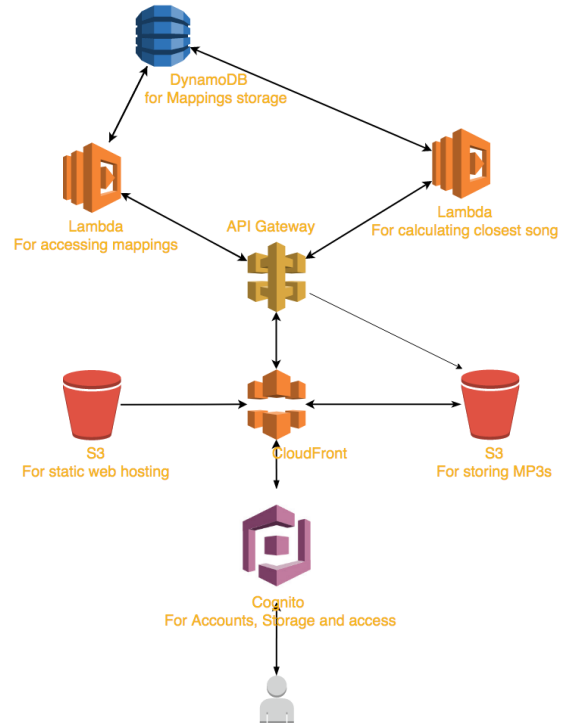 DynamoDB
for Mappings storage
Lambda
For accessing mappings
API Gateway
Lambda
For calculating closest song
S3
For static web hosting
CloudFront
S3
For storing MP3s
Cognito
For Accounts, Storage and access